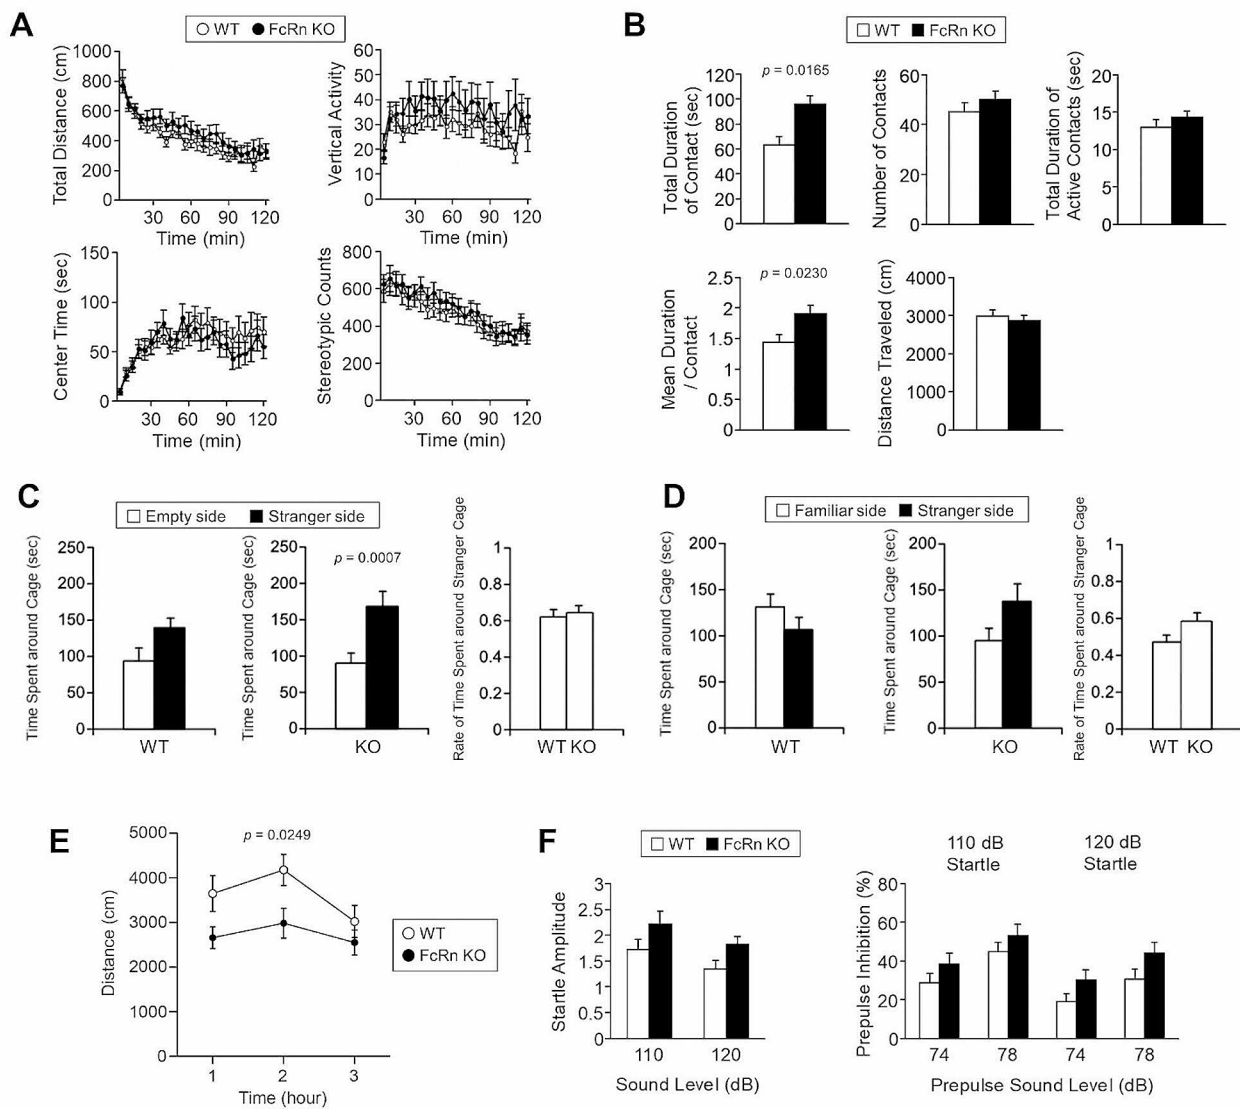 A
WT FcRn KO
Total Distance (cm)
1000
800
600
400
200
0
30 60 90 120
Time (min)
Vertical Activity
60
50
40
30
20
10
0
30 60 90 120
Time (min)
Center Time (sec)
150
100
50
0
30 60 90 120
Time (min)
Stereotypic Counts
800
600
400
200
0
30 60 90 120
Time (min)
B
WT FcRn KO
Total Duration
of Contact (sec)
120
100
80
60
40
20
0
p = 0.0165
Number of Contacts
60
40
20
0
Total Duration of
Active Contacts (sec)
20
15
10
5
0
Mean Duration
/ Contact
2.5
2
1.5
1
0.5
0
p = 0.0230
Distance Traveled (cm)
4000
3000
2000
1000
0
C
Empty side Stranger side
Time Spent around Cage (sec)
250
200
150
100
50
0
WT
Time Spent around Cage (sec)
250
200
150
100
50
0
p = 0.0007
KO
Rate of Time Spent around Stranger Cage
1
0.8
0.6
0.4
0.2
0
WT KO
D
Familiar side Stranger side
Time Spent around Cage (sec)
200
150
100
50
0
WT
Time Spent around Cage (sec)
200
150
100
50
0
KO
Rate of Time Spent around Stranger Cage
1
0.8
0.6
0.4
0.2
0
WT KO
E
p = 0.0249
Distance (cm)
5000
4000
3000
2000
1000
0
1 2 3
Time (hour)
WT
FcRn KO
F
WT FcRn KO
Startle Amplitude
3
2.5
2
1.5
1
0.5
0
110 120
Sound Level (dB)
110 dB
Startle
120 dB
Startle
Prepulse Inhibition (%)
80
60
40
20
0
74 78 74 78
Prepulse Sound Level (dB)